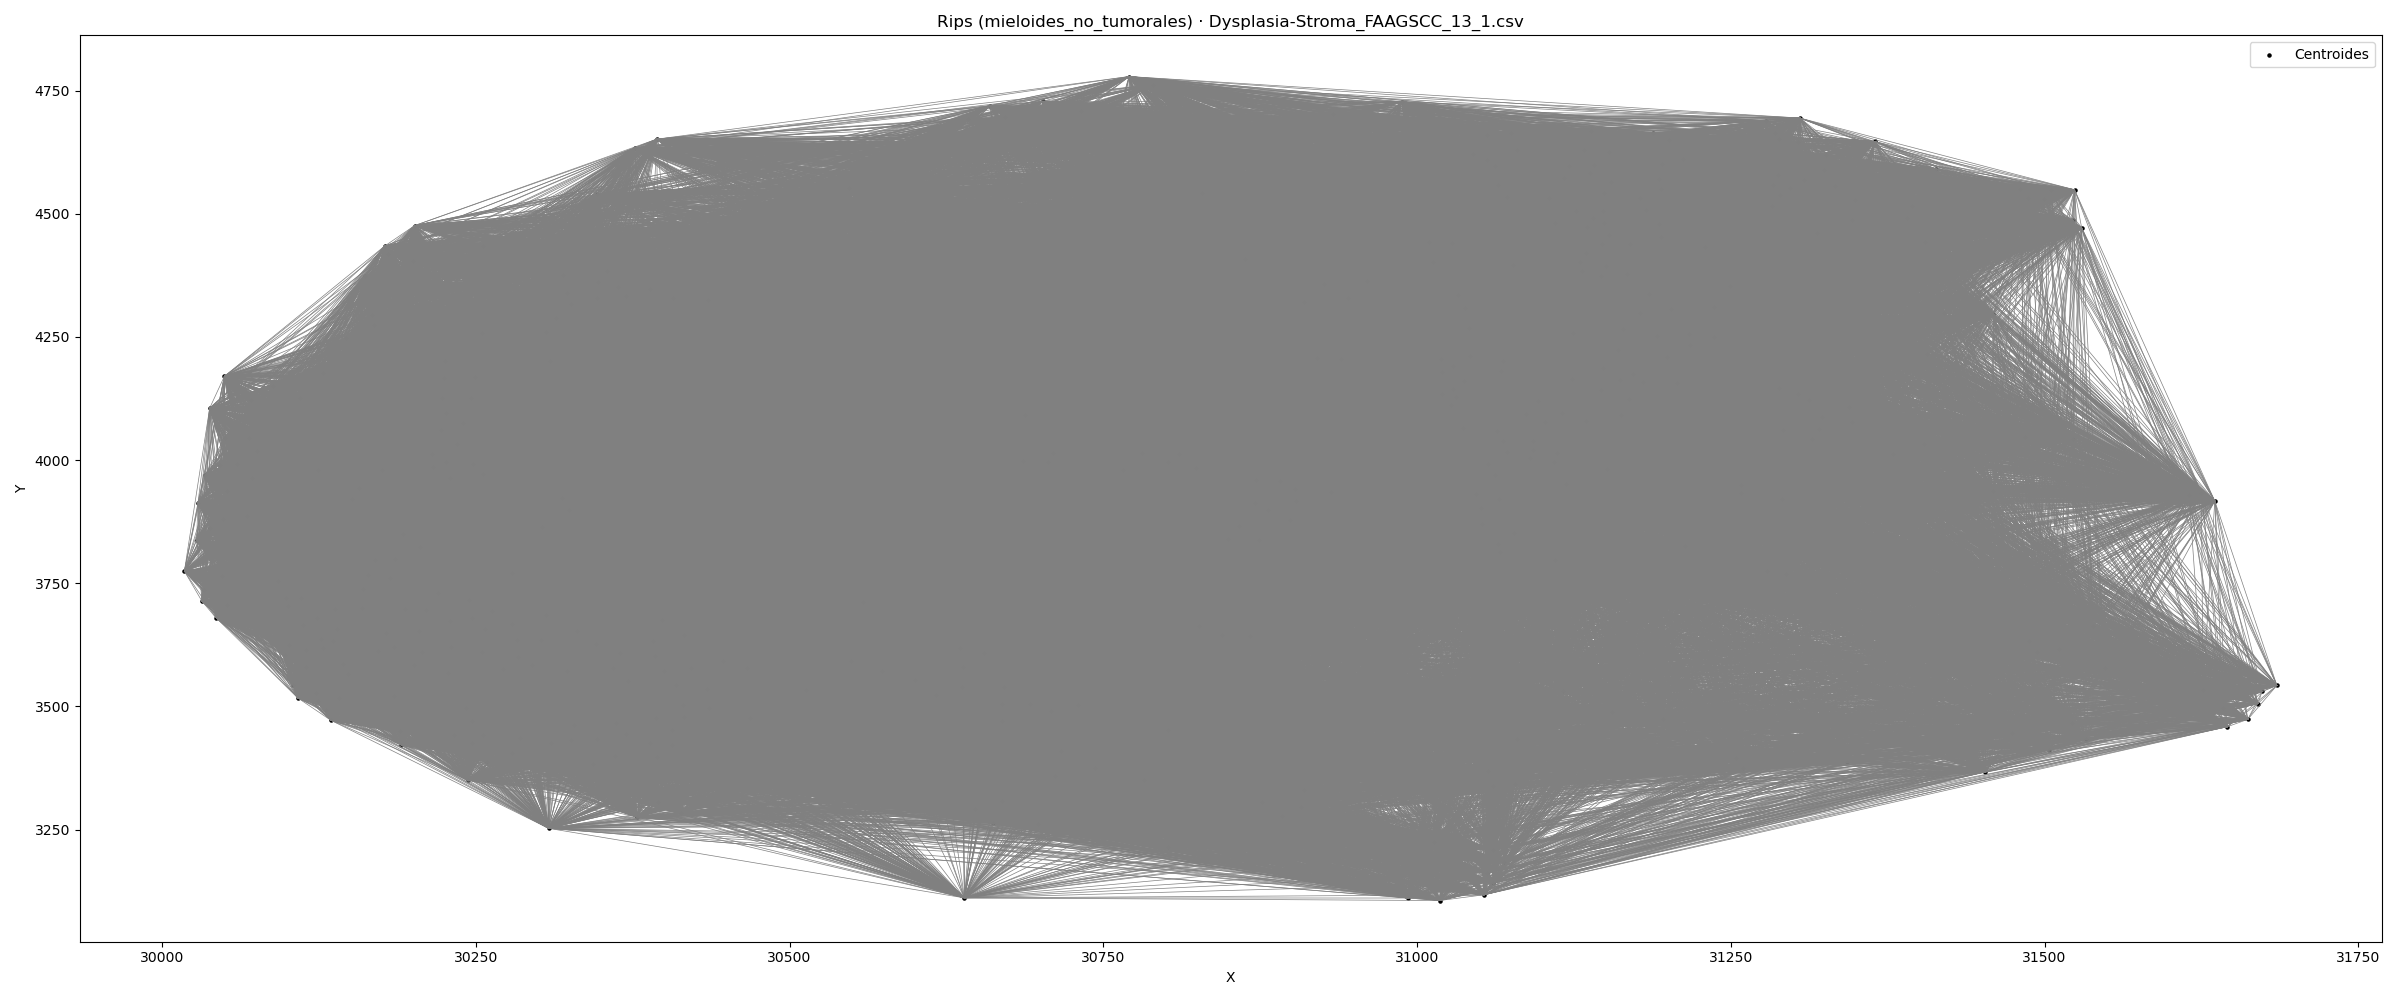 Rips (mieloides_no_tumorales) · Dysplasia-Stroma_FAAGSCC_13_1.csv
Centroides
4750
4500
4250
4000
3750
3500
3250
Y
30000 30250 30500 30750 31000 31250 31500 31750
X